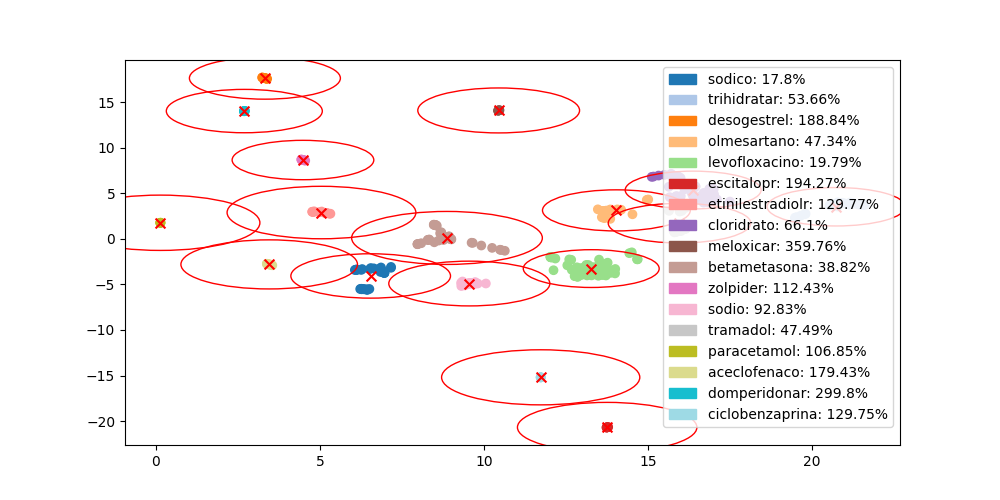 15
10
5
0
−5
−10
−15
−20
0
5
10
15
20
sodico: 17.8%
trihidratar: 53.66%
desogestrel: 188.84%
olmesartano: 47.34%
levofloxacino: 19.79%
escitalopr: 194.27%
etinilestradiolr: 129.77%
cloridrato: 66.1%
meloxicar: 359.76%
betametasona: 38.82%
zolpider: 112.43%
sodio: 92.83%
tramadol: 47.49%
paracetamol: 106.85%
aceclofenaco: 179.43%
domperidonar: 299.8%
ciclobenzaprina: 129.75%